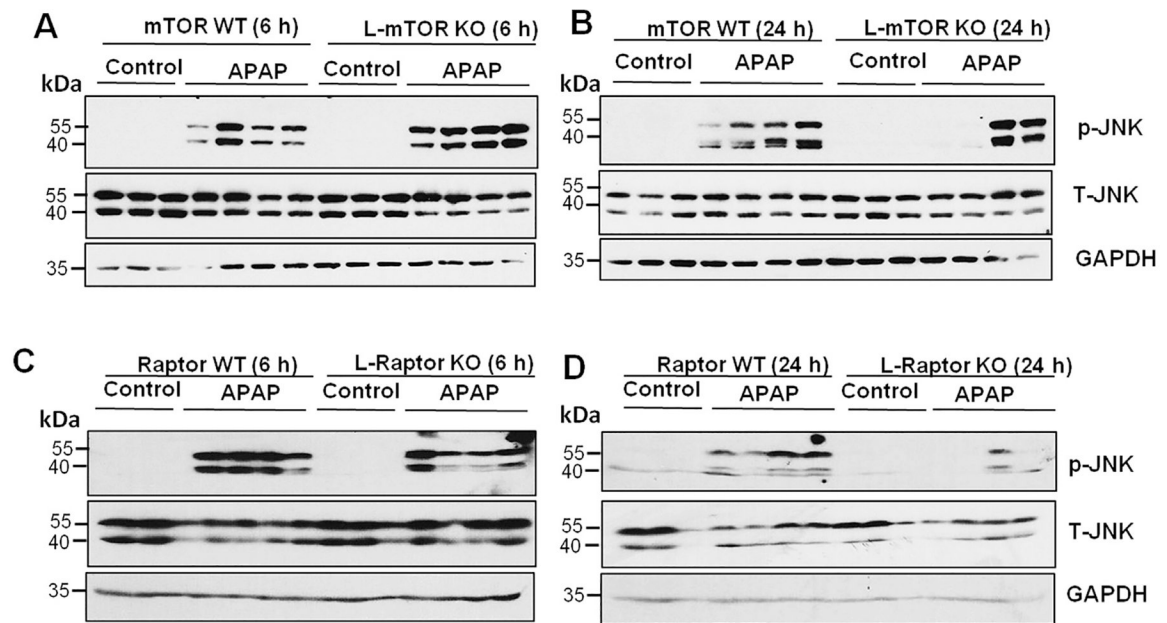 A
mTOR WT (6 h) L-mTOR KO (6 h)
Control APAP Control APAP
kDa
55
40
55
40
35
B
mTOR WT (24 h) L-mTOR KO (24 h)
Control APAP Control APAP
kDa
55
40
p-JNK
55
40
T-JNK
35
GAPDH
C
Raptor WT (6 h) L-Raptor KO (6 h)
Control APAP Control APAP
kDa
55
40
55
40
35
D
Raptor WT (24 h) L-Raptor KO (24 h)
Control APAP Control APAP
kDa
55
40
p-JNK
55
40
T-JNK
35
GAPDH